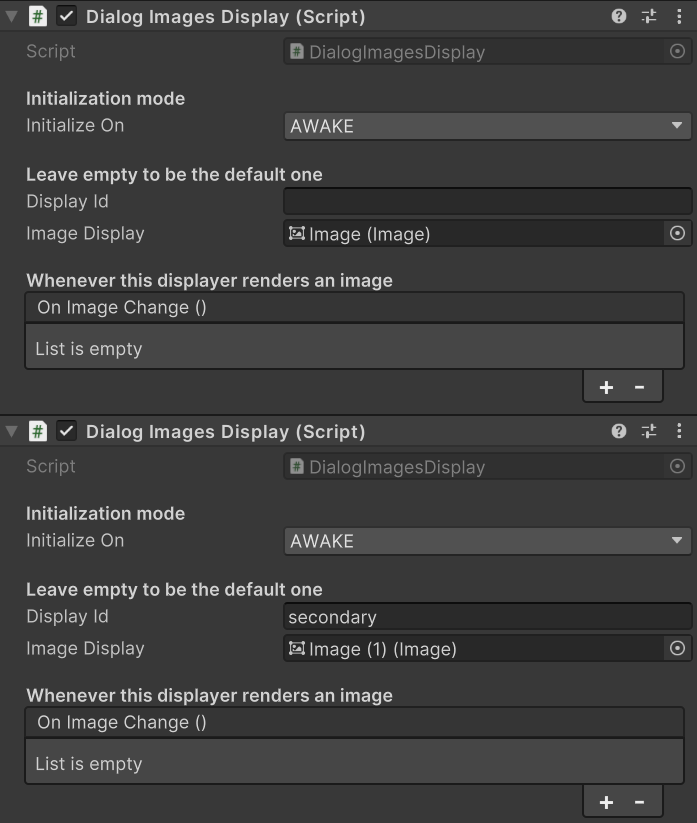 Dialog Images Display (Script)
Script DialogImagesDisplay
Initialization mode
Initialize On AWAKE
Leave empty to be the default one
Display Id
Image Display Image (Image)
Whenever this displayer renders an image
On Image Change ()
List is empty
+ -
Dialog Images Display (Script)
Script DialogImagesDisplay
Initialization mode
Initialize On AWAKE
Leave empty to be the default one
Display Id secondary
Image Display Image (1) (Image)
Whenever this displayer renders an image
On Image Change ()
List is empty
+ -